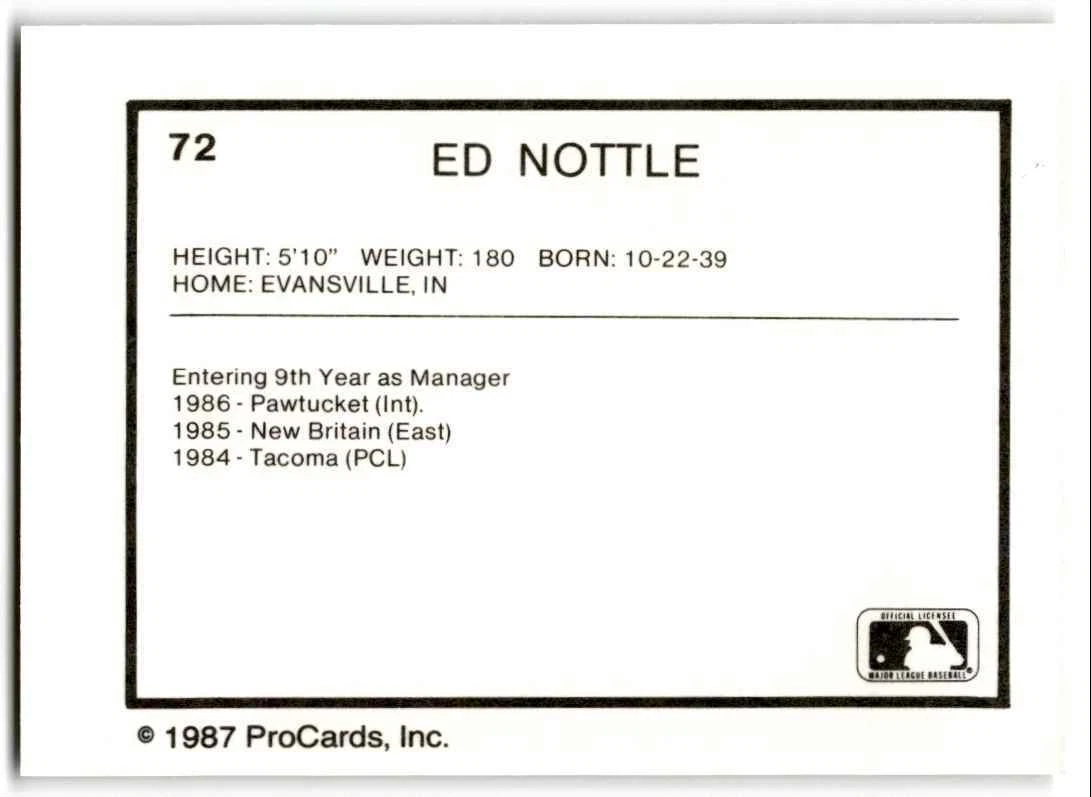 72
ED NOTTLE
HEIGHT: 5'10" WEIGHT: 180 BORN: 10-22-39
HOME: EVANSVILLE, IN
Entering 9th Year as Manager
1986 - Pawtucket (Int).
1985 - New Britain (East)
1984 - Tacoma (PCL)
OFFICIAL LICENSEE
MAJOR LEAGUE BASEBALL®
© 1987 ProCards, Inc.